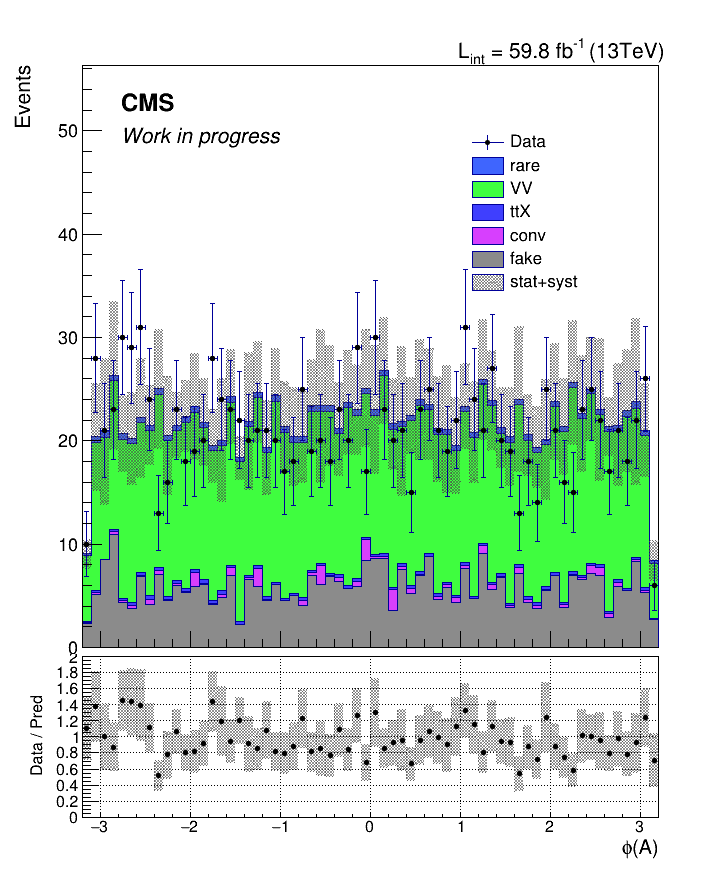 L_int = 59.8 fb⁻¹ (13TeV)
Events
CMS
Work in progress
Data
rare
VV
ttX
conv
fake
stat+syst
50
40
30
20
10
0
Data / Pred
2
1.8
1.6
1.4
1.2
1
0.8
0.6
0.4
0.2
0
−3 −2 −1 0 1 2 3
ϕ(A)